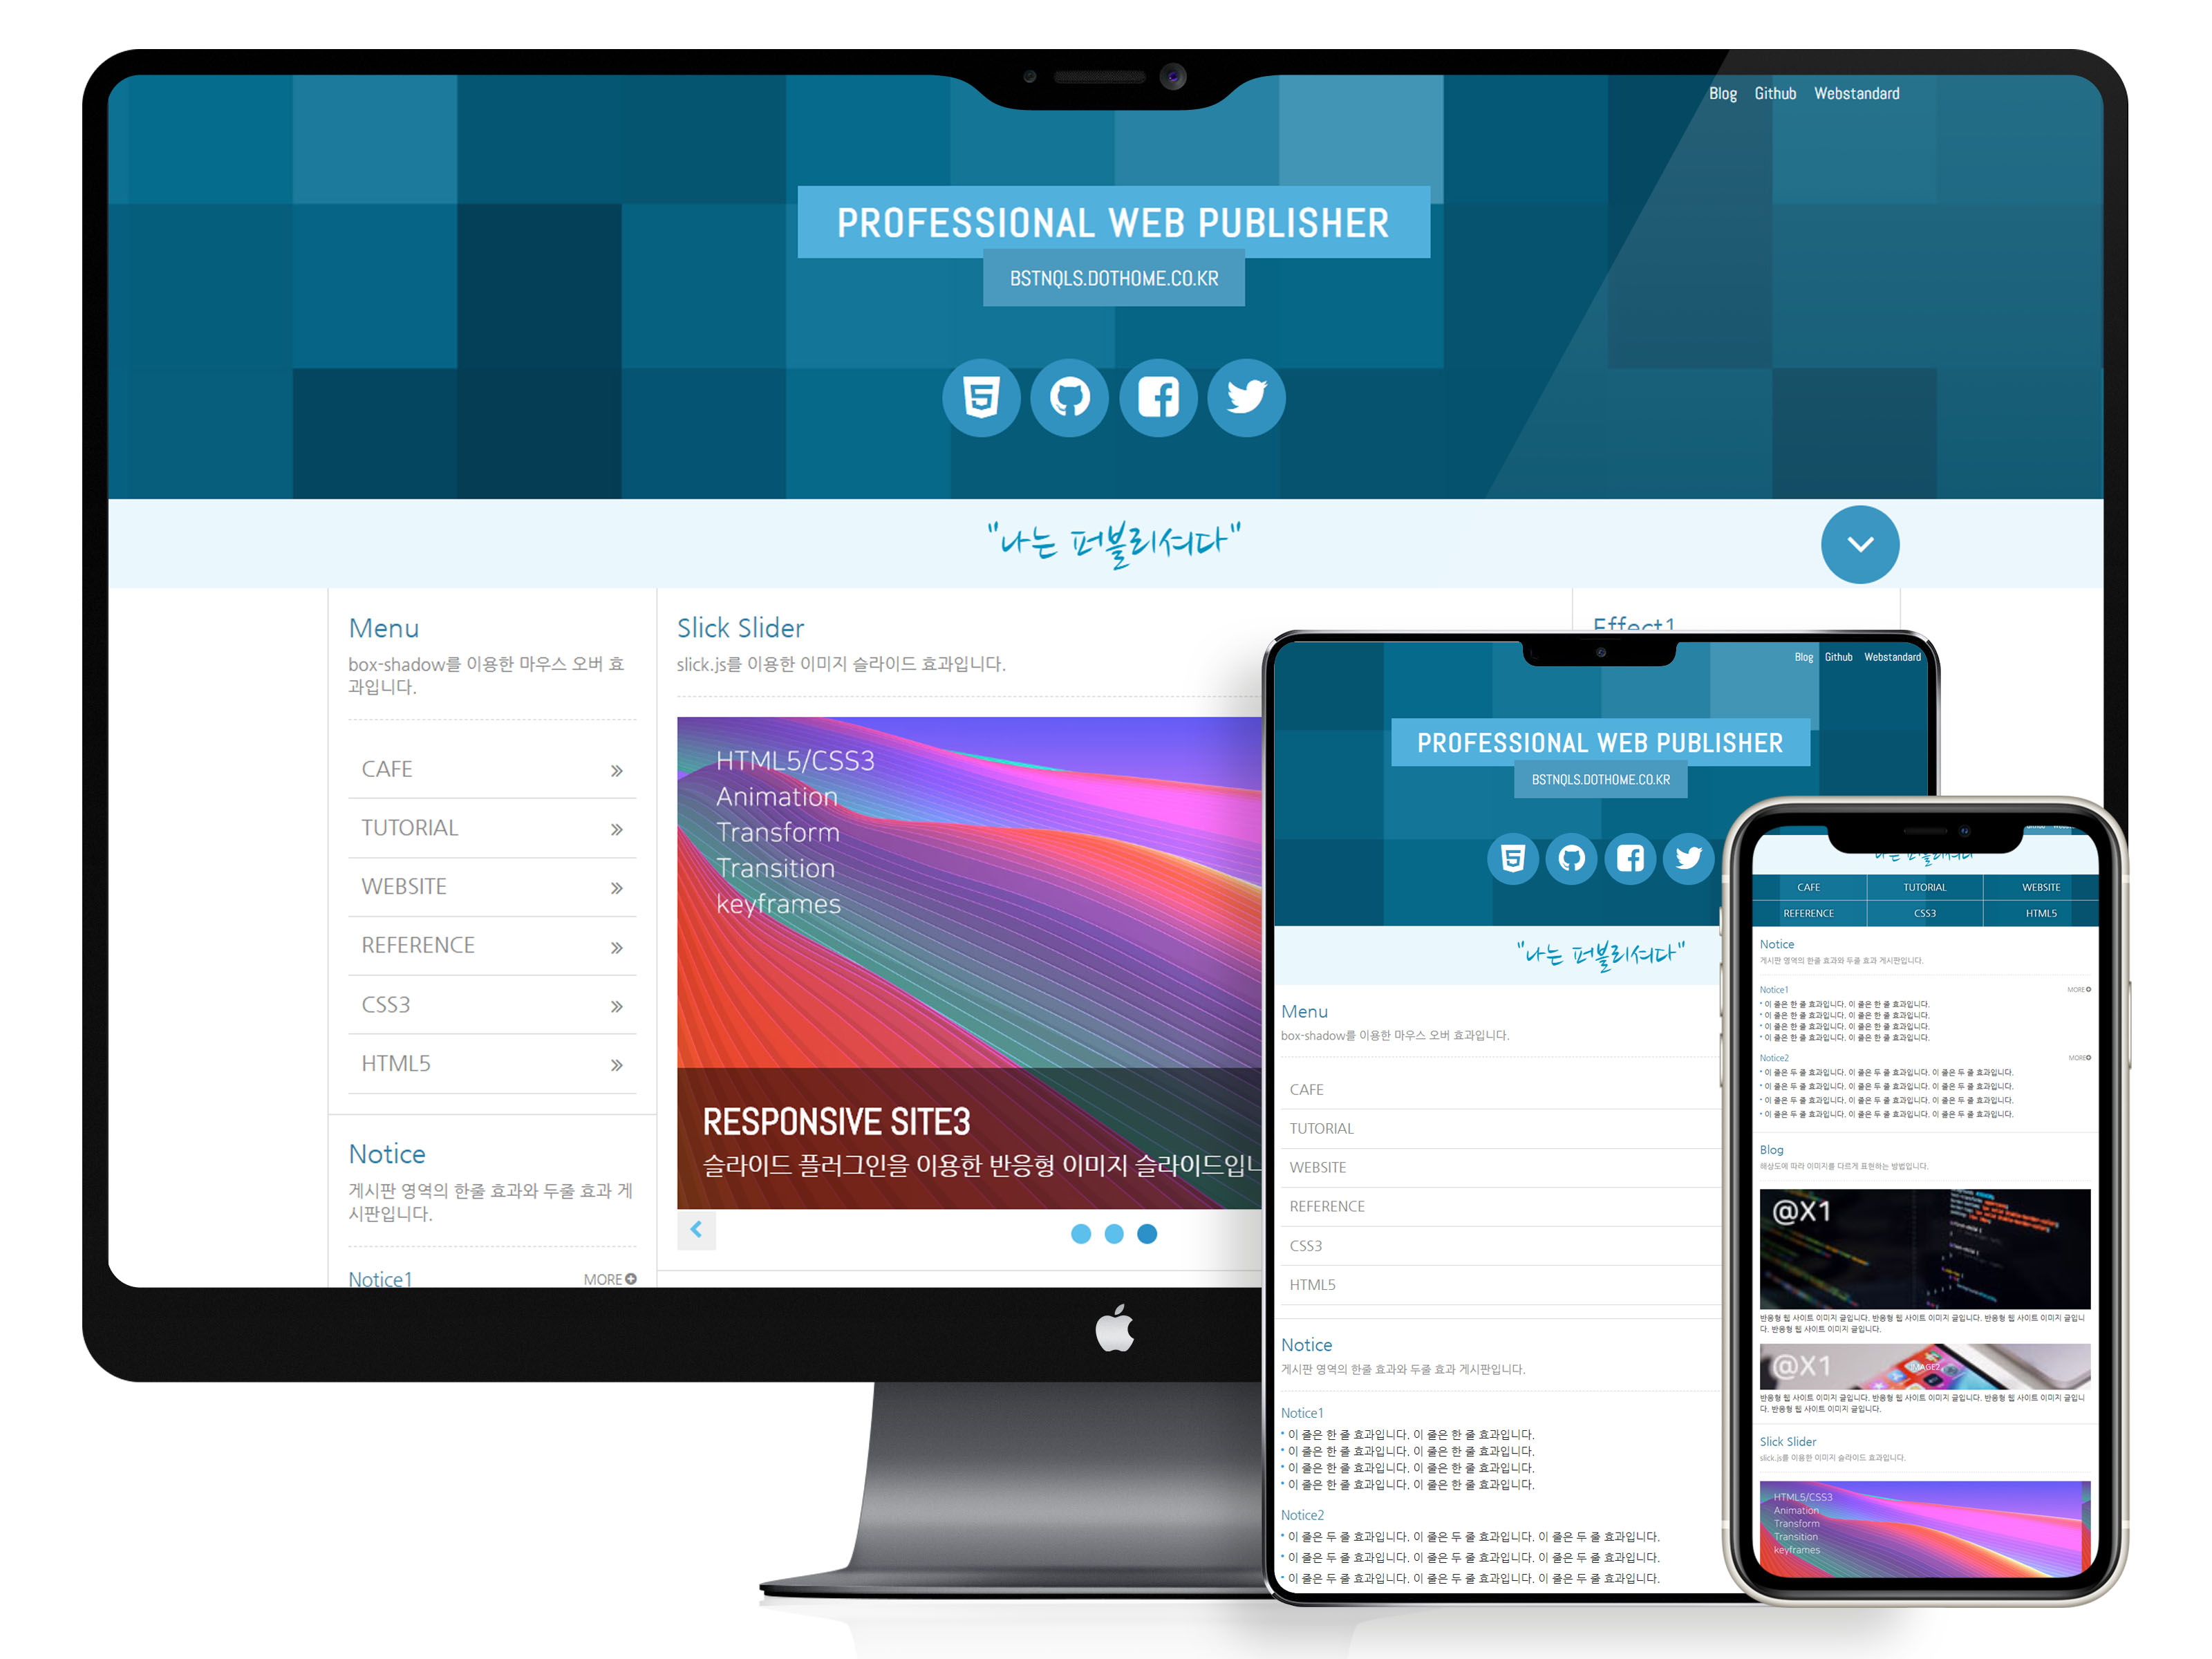 Blog Github Webstandard
PROFESSIONAL WEB PUBLISHER
BSTNQLS.DOTHOME.CO.KR
"나는 퍼블리셔다"
Menu
box-shadow를 이용한 마우스 오버 효
과입니다.
CAFE
TUTORIAL
WEBSITE
REFERENCE
CSS3
HTML5
Notice
게시판 영역의 한줄 효과와 두줄 효과 게
시판입니다.
Notice1 MORE
Slick Slider
slick.js를 이용한 이미지 슬라이드 효과입니다.
HTML5/CSS3
Animation
Transform
Transition
keyframes
RESPONSIVE SITE3
슬라이드 플러그인을 이용한 반응형 이미지 슬라이드입니
Effect1
Blog Github Webstandard
PROFESSIONAL WEB PUBLISHER
BSTNQLS.DOTHOME.CO.KR
"나는 퍼블리셔다"
Menu
box-shadow를 이용한 마우스 오버 효과입니다.
CAFE
TUTORIAL
WEBSITE
REFERENCE
CSS3
HTML5
Notice
게시판 영역의 한줄 효과와 두줄 효과 게시판입니다.
Notice1
이 줄은 한 줄 효과입니다. 이 줄은 한 줄 효과입니다.
이 줄은 한 줄 효과입니다. 이 줄은 한 줄 효과입니다.
이 줄은 한 줄 효과입니다. 이 줄은 한 줄 효과입니다.
이 줄은 한 줄 효과입니다. 이 줄은 한 줄 효과입니다.
Notice2
이 줄은 두 줄 효과입니다. 이 줄은 두 줄 효과입니다. 이 줄은 두 줄 효과입니다.
이 줄은 두 줄 효과입니다. 이 줄은 두 줄 효과입니다. 이 줄은 두 줄 효과입니다.
이 줄은 두 줄 효과입니다. 이 줄은 두 줄 효과입니다. 이 줄은 두 줄 효과입니다.
나는 퍼블리셔다
CAFE TUTORIAL WEBSITE
REFERENCE CSS3 HTML5
Notice
게시판 영역의 한줄 효과와 두줄 효과 게시판입니다.
Notice1 MORE
이 줄은 한 줄 효과입니다. 이 줄은 한 줄 효과입니다.
이 줄은 한 줄 효과입니다. 이 줄은 한 줄 효과입니다.
이 줄은 한 줄 효과입니다. 이 줄은 한 줄 효과입니다.
이 줄은 한 줄 효과입니다. 이 줄은 한 줄 효과입니다.
Notice2 MORE
이 줄은 두 줄 효과입니다. 이 줄은 두 줄 효과입니다. 이 줄은 두 줄 효과입니다.
이 줄은 두 줄 효과입니다. 이 줄은 두 줄 효과입니다. 이 줄은 두 줄 효과입니다.
이 줄은 두 줄 효과입니다. 이 줄은 두 줄 효과입니다. 이 줄은 두 줄 효과입니다.
이 줄은 두 줄 효과입니다. 이 줄은 두 줄 효과입니다. 이 줄은 두 줄 효과입니다.
Blog
해상도에 따라 이미지를 다르게 표현하는 방법입니다.
@X1
반응형 웹 사이트 이미지 글입니다. 반응형 웹 사이트 이미지 글입니다. 반응형 웹 사이트 이미지 글입니
다. 반응형 웹 사이트 이미지 글입니다.
@X1
IMAGE2
반응형 웹 사이트 이미지 글입니다. 반응형 웹 사이트 이미지 글입니다. 반응형 웹 사이트 이미지 글입니
다. 반응형 웹 사이트 이미지 글입니다.
Slick Slider
slick.js를 이용한 이미지 슬라이드 효과입니다.
HTML5/CSS3
Animation
Transform
Transition
keyframes